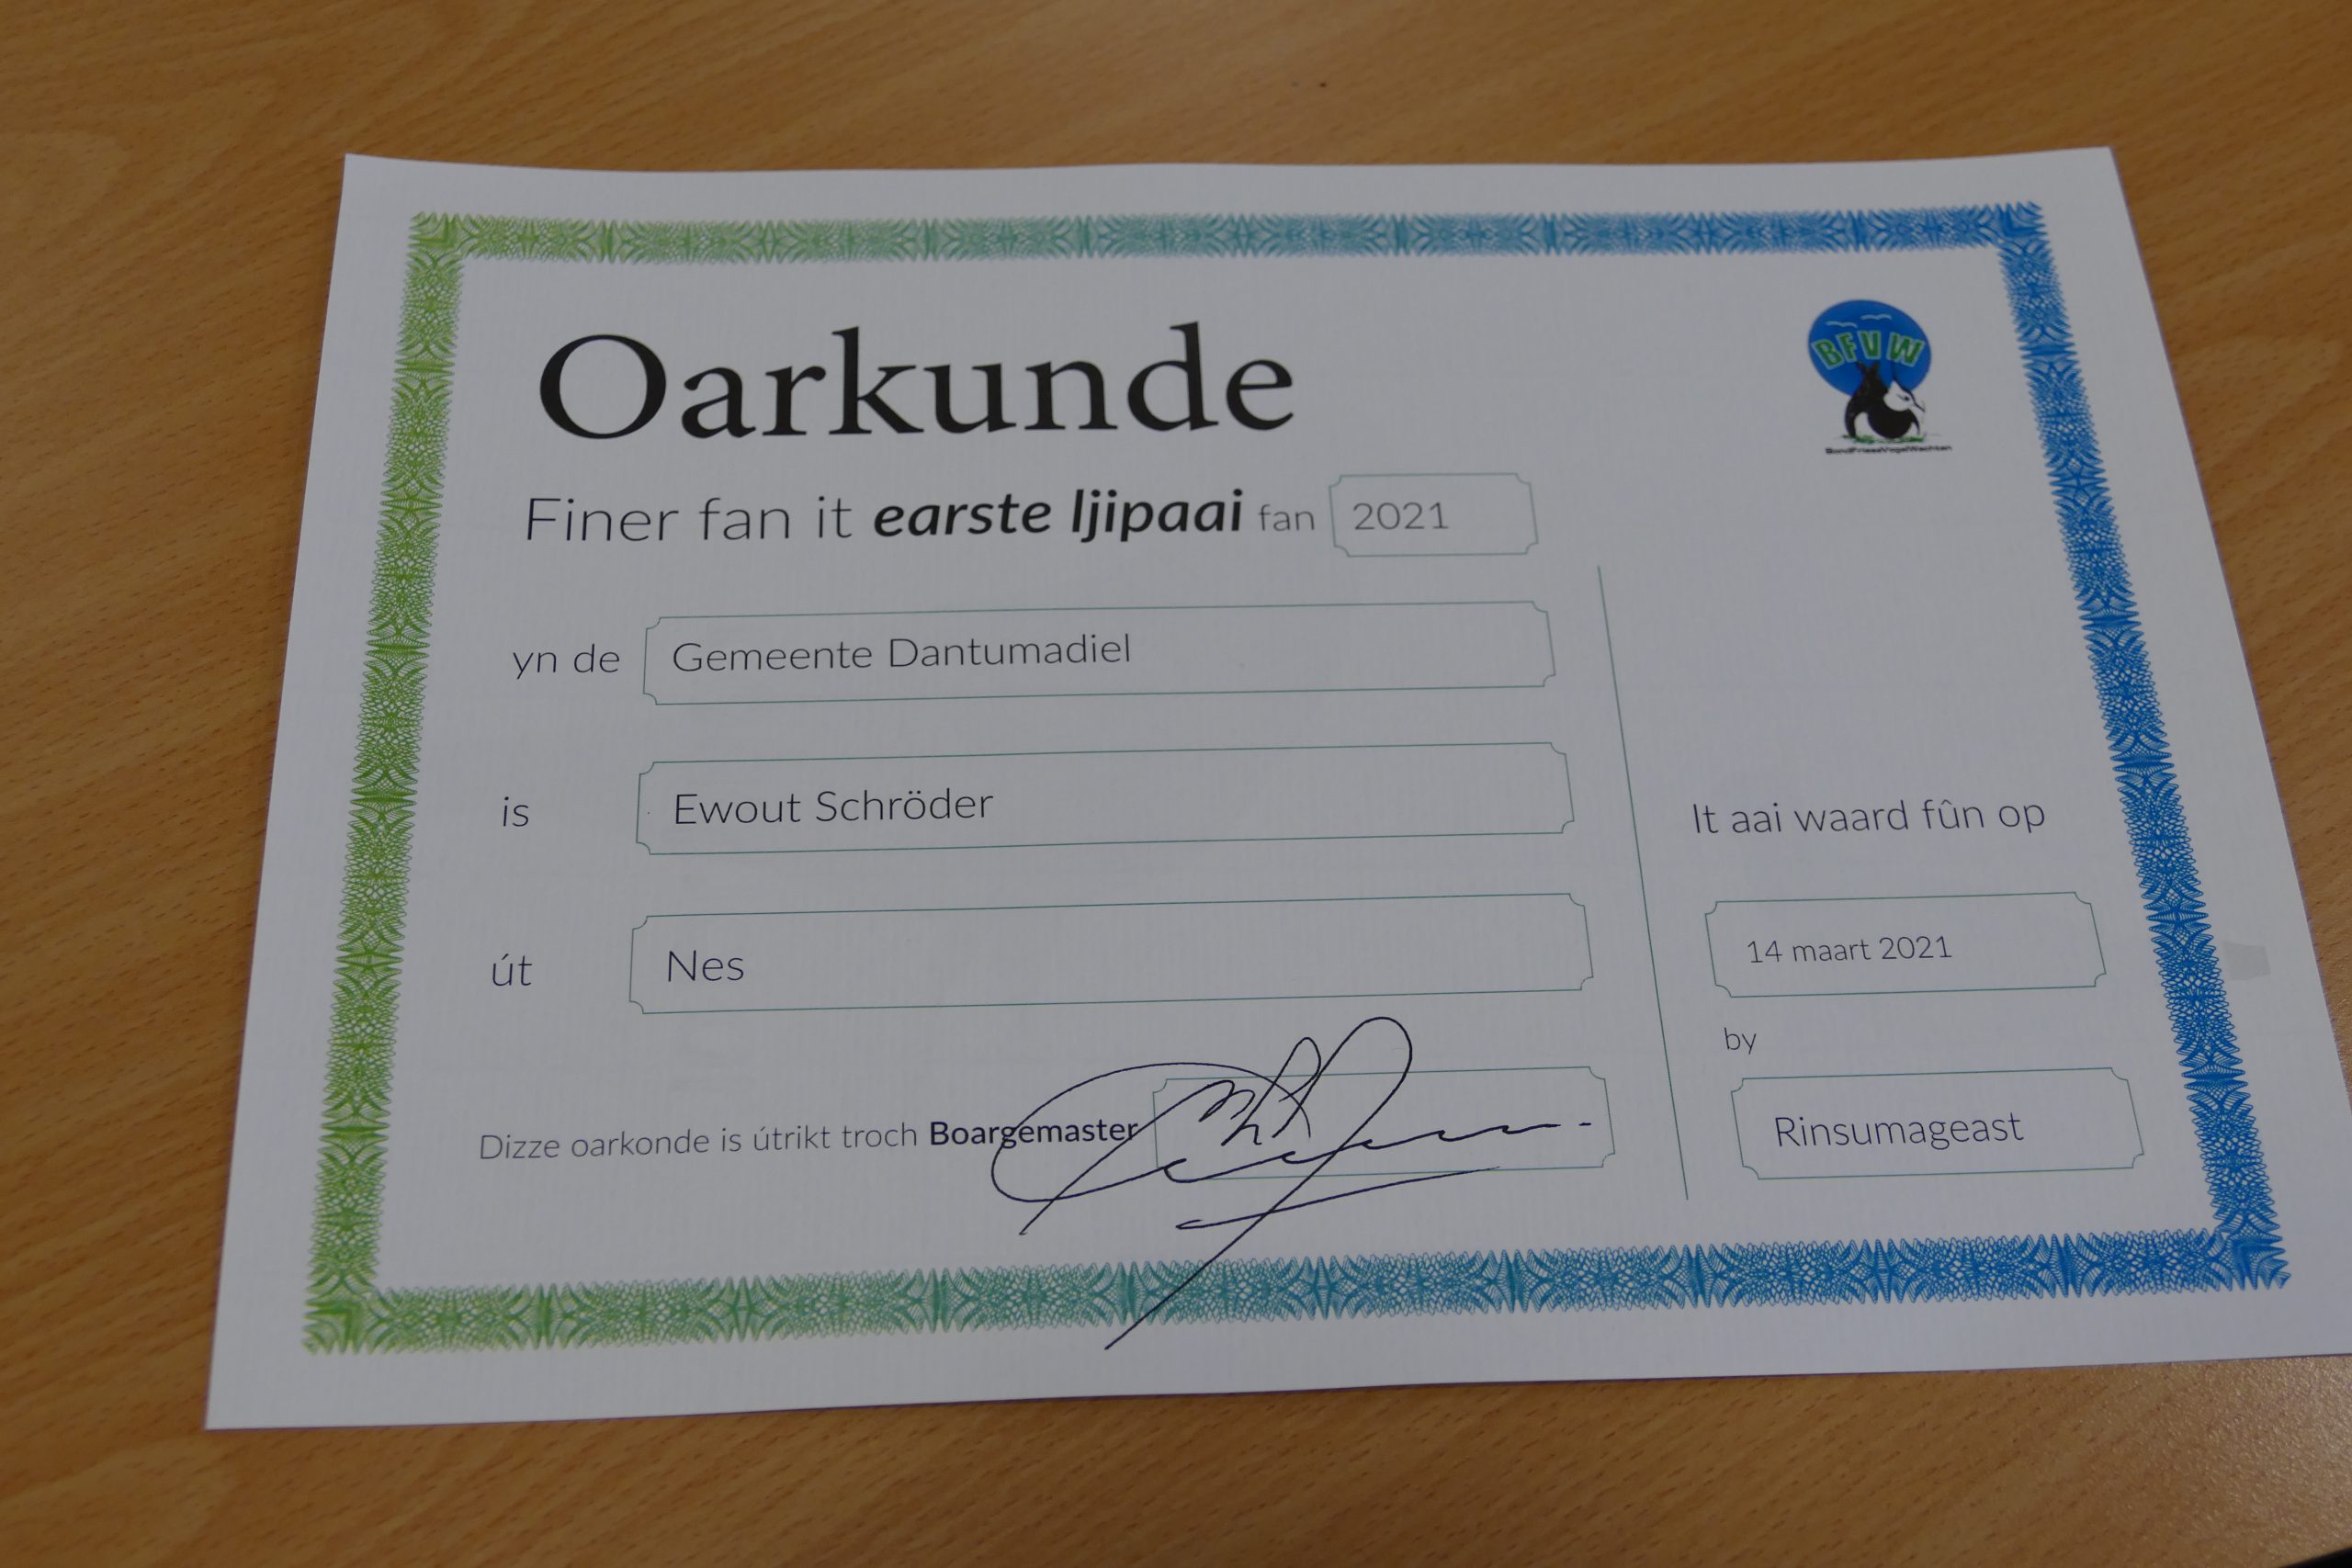 Oarkunde
BFVW
BondFrieseVogelWachten
Finer fan it earste ljipaai fan 2021
yn de Gemeente Dantumadiel
is Ewout Schröder
út Nes
Dizze oarkonde is útrikt troch Boargemaster
It aai waard fûn op
14 maart 2021
by
Rinsumageast